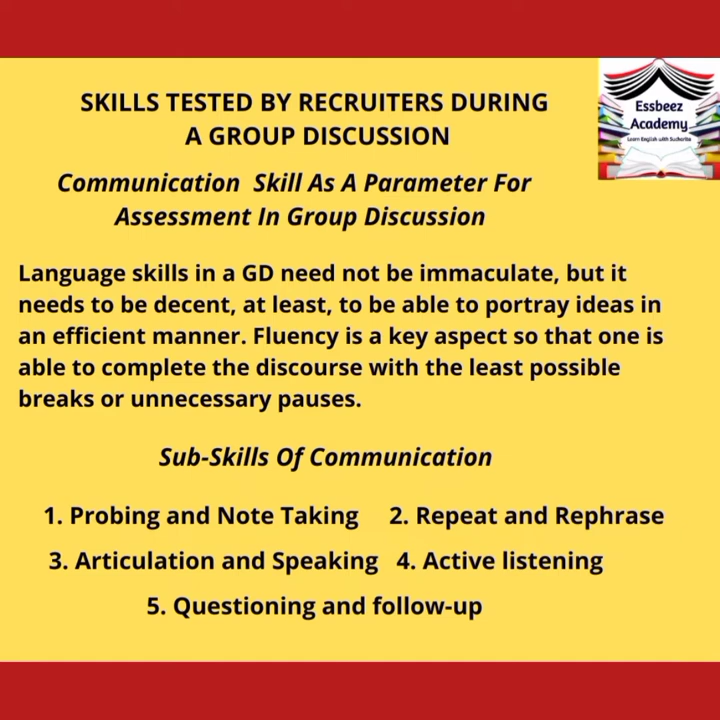 SKILLS TESTED BY RECRUITERS DURING
A GROUP DISCUSSION
Essbeez
Academy
Learn English with Sucharita
Communication Skill As A Parameter For
Assessment In Group Discussion
Language skills in a GD need not be immaculate, but it
needs to be decent, at least, to be able to portray ideas in
an efficient manner. Fluency is a key aspect so that one is
able to complete the discourse with the least possible
breaks or unnecessary pauses.
Sub-Skills Of Communication
1. Probing and Note Taking 2. Repeat and Rephrase
3. Articulation and Speaking 4. Active listening
5. Questioning and follow-up